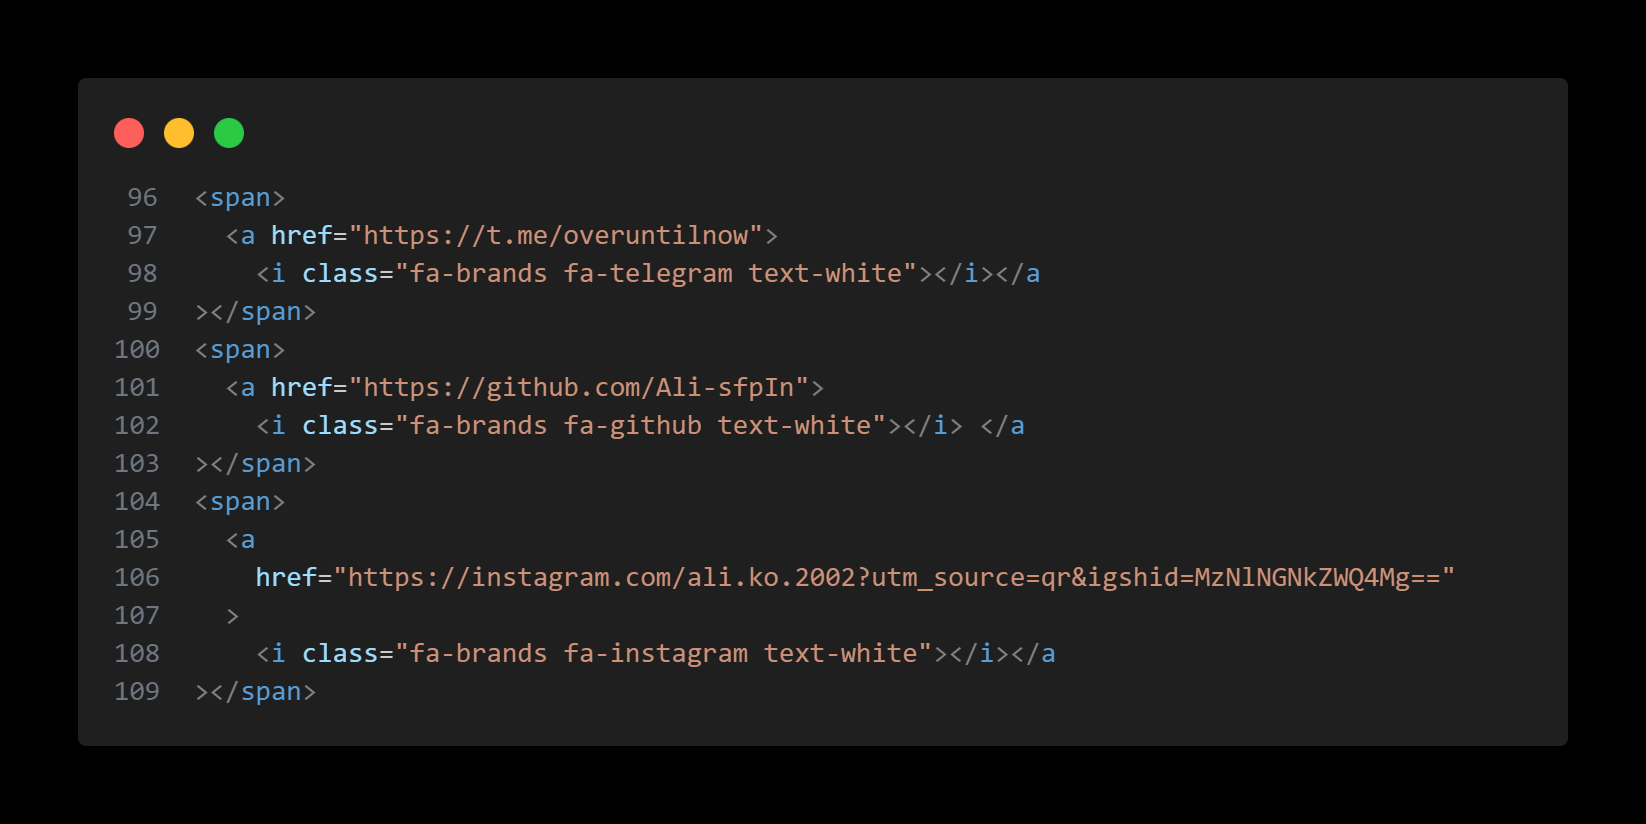 96 <span>
97 <a href="https://t.me/overuntilnow">
98 <i class="fa-brands fa-telegram text-white"></i></a
99 ></span>
100 <span>
101 <a href="https://github.com/Ali-sfpIn">
102 <i class="fa-brands fa-github text-white"></i> </a
103 ></span>
104 <span>
105 <a
106 href="https://instagram.com/ali.ko.2002?utm_source=qr&igshid=MzNlNGNkZWQ4Mg=="
107 >
108 <i class="fa-brands fa-instagram text-white"></i></a
109 ></span>